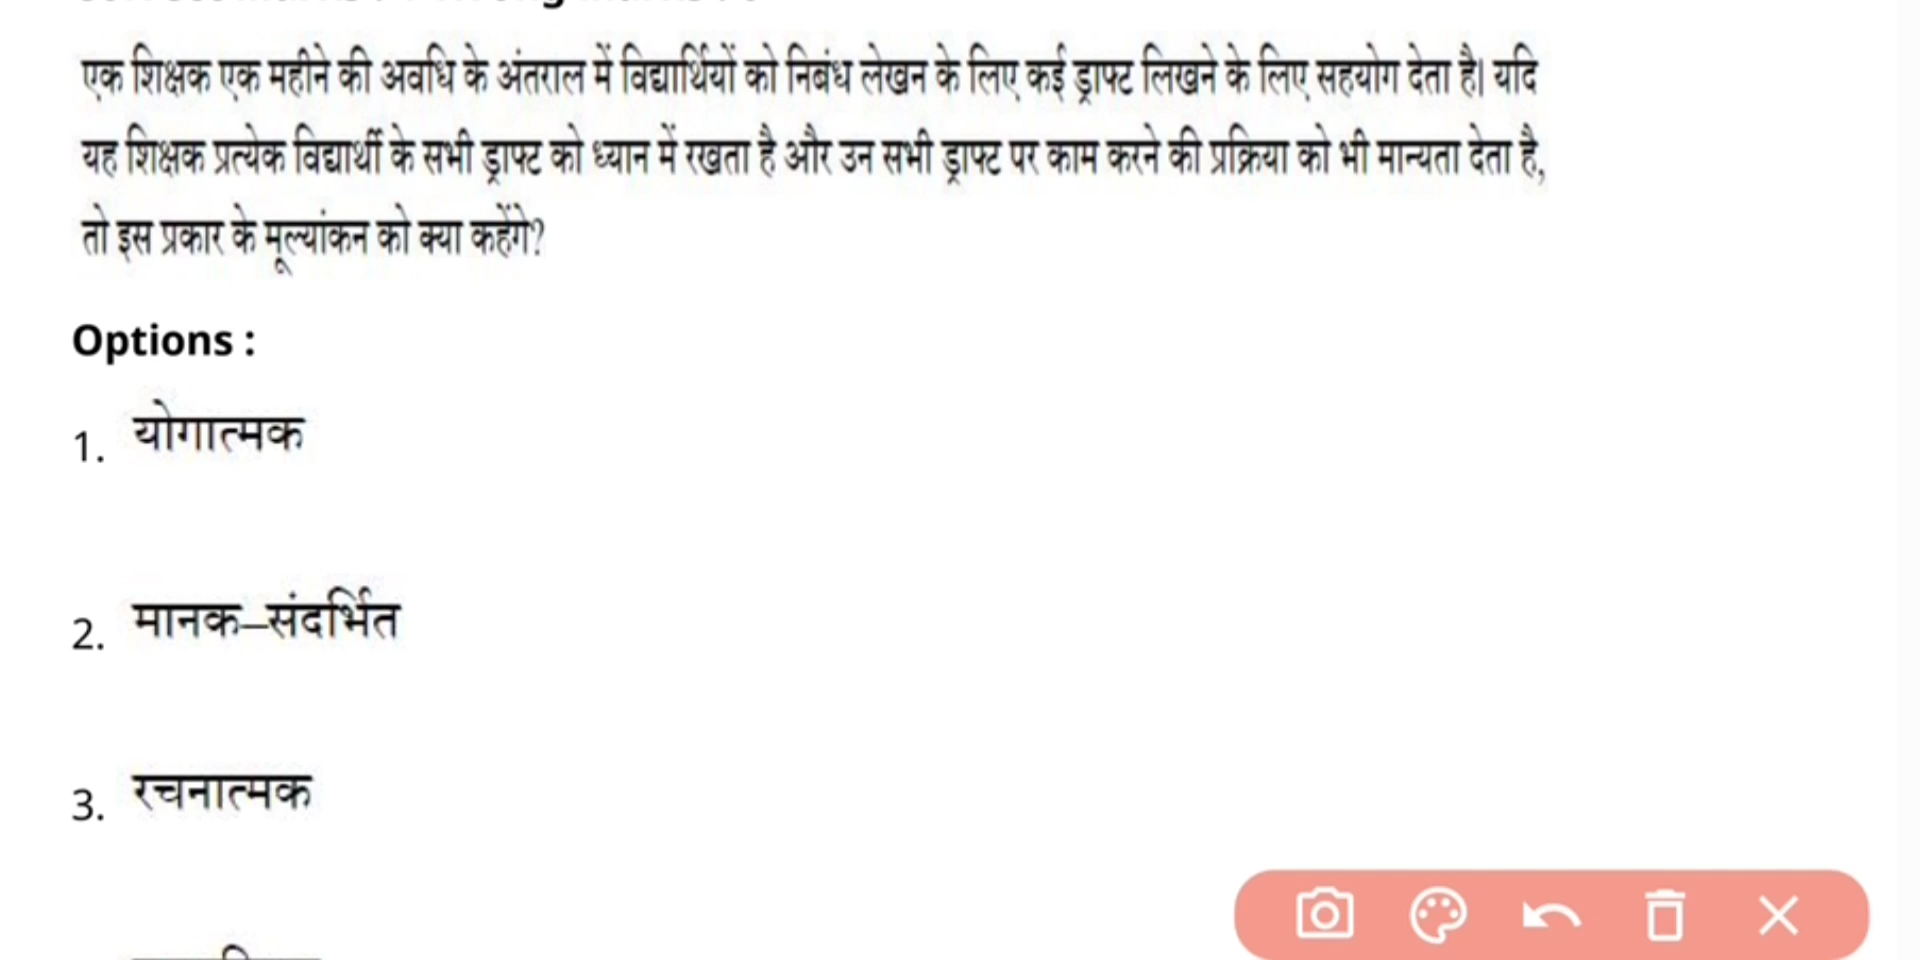 एक शिक्षक एक महीने की अवधि के अंतराल में विद्यार्थियों को निबंध लेखन के लिए कई ड्राफ्ट लिखने के लिए सहयोग देता है। यदि
यह शिक्षक प्रत्येक विद्यार्थी के सभी ड्राफ्ट को ध्यान में रखता है और उन सभी ड्राफ्ट पर काम करने की प्रक्रिया को भी मान्यता देता है,
तो इस प्रकार के मूल्यांकन को क्या कहेंगे?
Options :
1. योगात्मक
2. मानक–संदर्भित
3. रचनात्मक